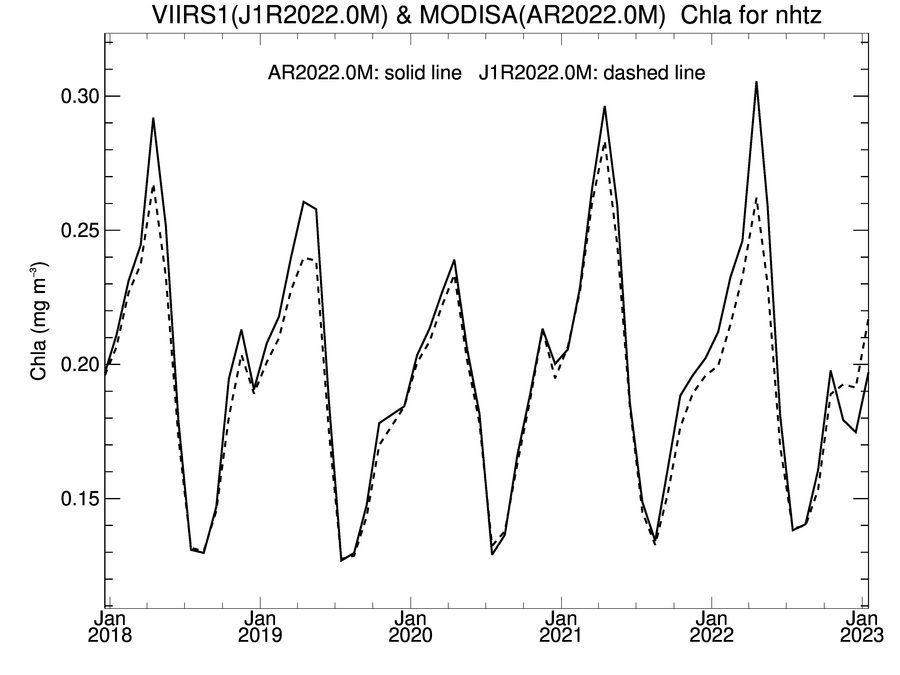 VIIRS1(J1R2022.0M) & MODISA(AR2022.0M)  Chla for nhtz
AR2022.0M: solid line   J1R2022.0M: dashed line
0.30
0.25
0.20
0.15
Chla (mg m⁻³)
Jan Jan Jan Jan Jan Jan
2018 2019 2020 2021 2022 2023